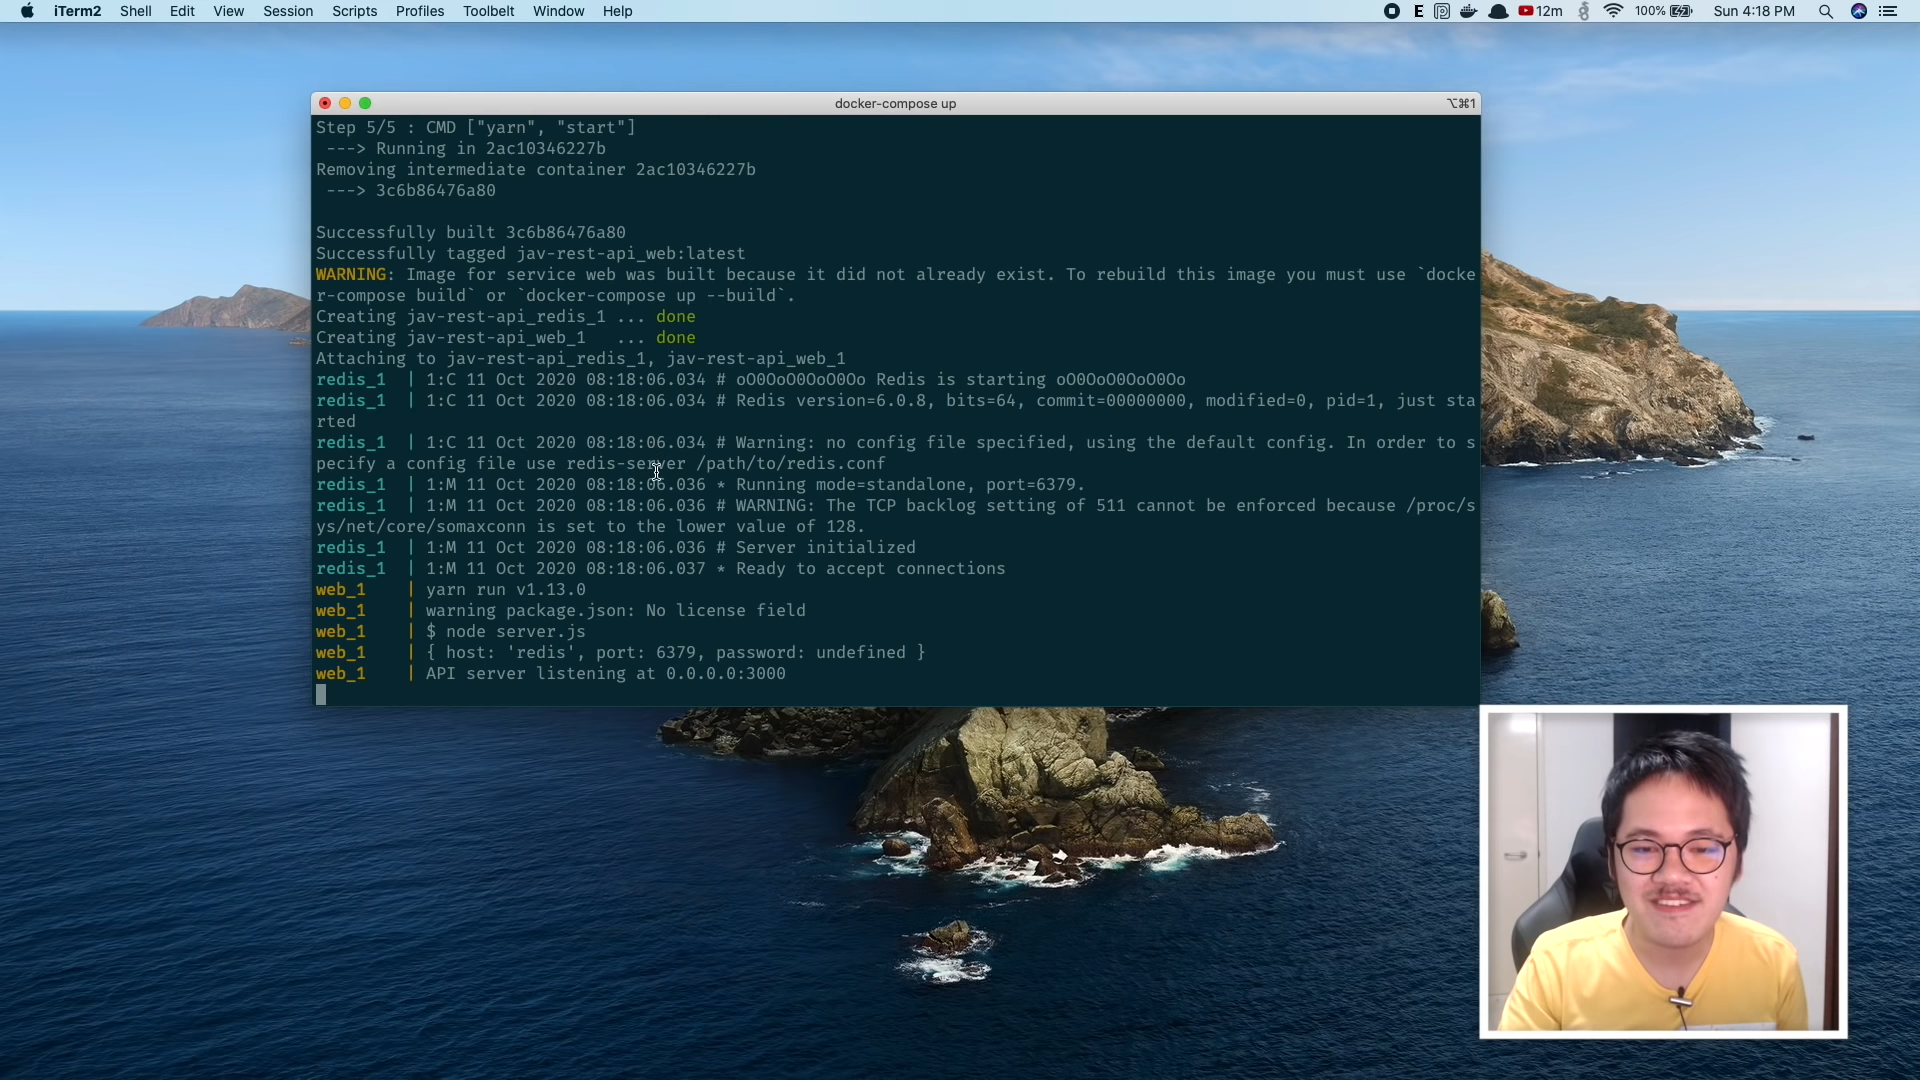 iTerm2 Shell Edit View Session Scripts Profiles Toolbelt Window Help
E 12m 100% Sun 4:18 PM
docker-compose up ⌥⌘1
Step 5/5 : CMD ["yarn", "start"]
 ---> Running in 2ac10346227b
Removing intermediate container 2ac10346227b
 ---> 3c6b86476a80
Successfully built 3c6b86476a80
Successfully tagged jav-rest-api_web:latest
WARNING: Image for service web was built because it did not already exist. To rebuild this image you must use `docke
r-compose build` or `docker-compose up --build`.
Creating jav-rest-api_redis_1 ... done
Creating jav-rest-api_web_1   ... done
Attaching to jav-rest-api_redis_1, jav-rest-api_web_1
redis_1  | 1:C 11 Oct 2020 08:18:06.034 # oO0OoO0OoO0Oo Redis is starting oO0OoO0OoO0Oo
redis_1  | 1:C 11 Oct 2020 08:18:06.034 # Redis version=6.0.8, bits=64, commit=00000000, modified=0, pid=1, just sta
rted
redis_1  | 1:C 11 Oct 2020 08:18:06.034 # Warning: no config file specified, using the default config. In order to s
pecify a config file use redis-server /path/to/redis.conf
redis_1  | 1:M 11 Oct 2020 08:18:06.036 * Running mode=standalone, port=6379.
redis_1  | 1:M 11 Oct 2020 08:18:06.036 # WARNING: The TCP backlog setting of 511 cannot be enforced because /proc/s
ys/net/core/somaxconn is set to the lower value of 128.
redis_1  | 1:M 11 Oct 2020 08:18:06.036 # Server initialized
redis_1  | 1:M 11 Oct 2020 08:18:06.037 * Ready to accept connections
web_1    | yarn run v1.13.0
web_1    | warning package.json: No license field
web_1    | $ node server.js
web_1    | { host: 'redis', port: 6379, password: undefined }
web_1    | API server listening at 0.0.0.0:3000